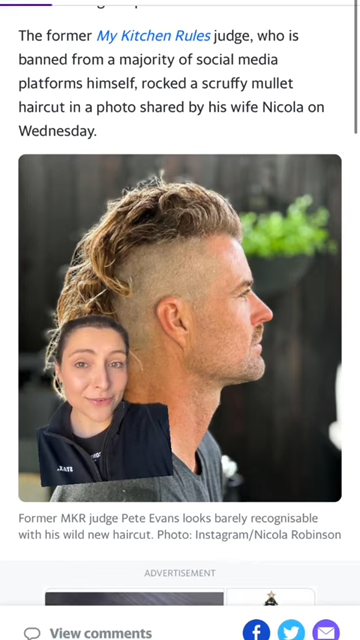 The former My Kitchen Rules judge, who is
banned from a majority of social media
platforms himself, rocked a scruffy mullet
haircut in a photo shared by his wife Nicola on
Wednesday.
Former MKR judge Pete Evans looks barely recognisable
with his wild new haircut. Photo: Instagram/Nicola Robinson
ADVERTISEMENT
View comments